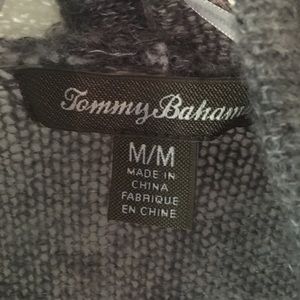 Tommy Baham
M/M
MADE IN
CHINA
FABRIQUE
EN CHINE